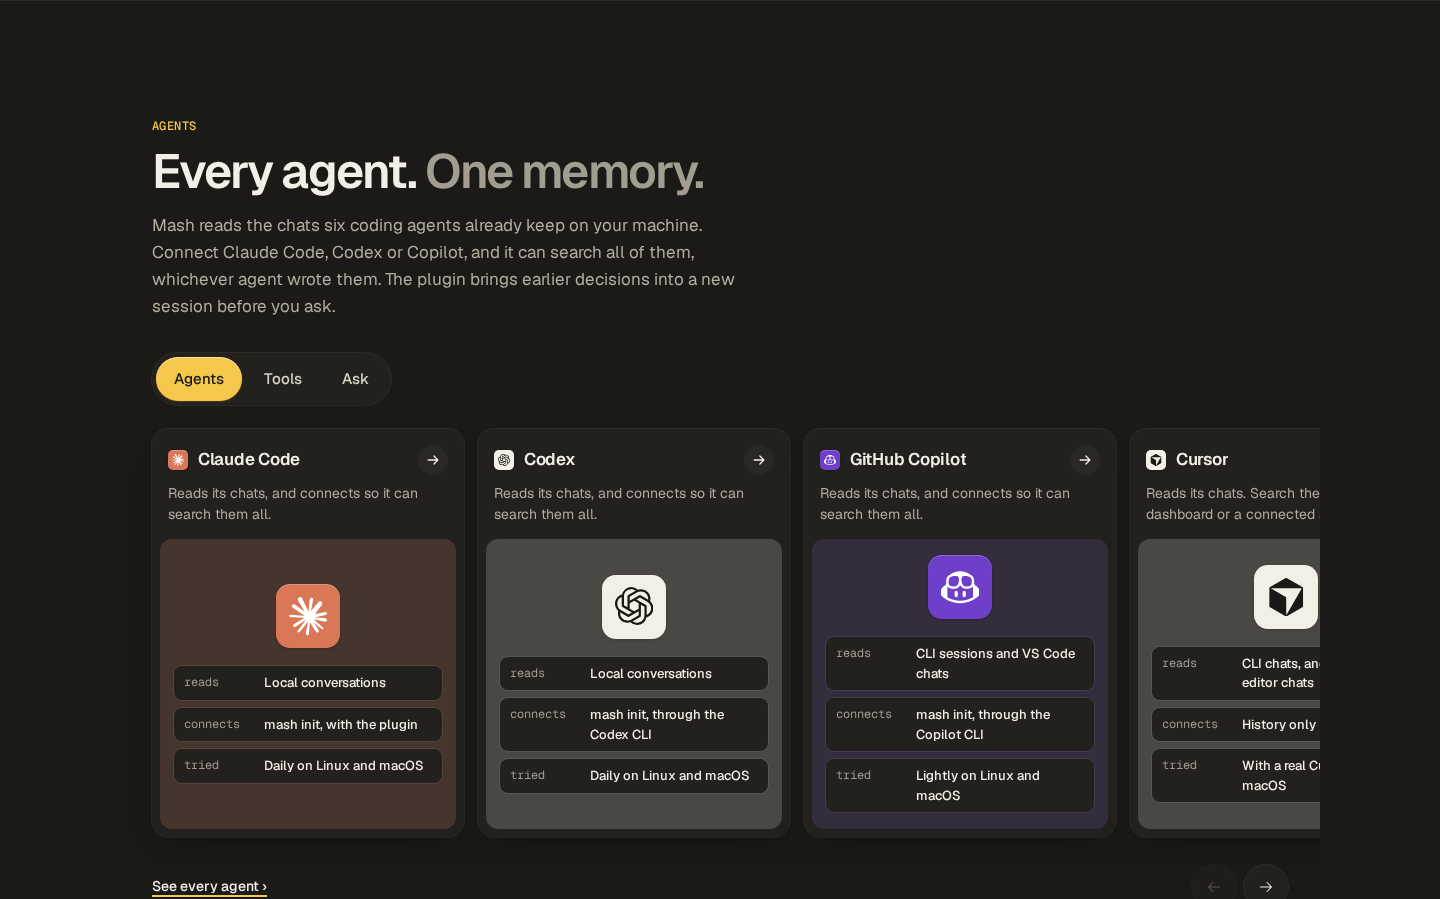 AGENTS
Every agent. One memory.
Mash reads the chats six coding agents already keep on your machine.
Connect Claude Code, Codex or Copilot, and it can search all of them,
whichever agent wrote them. The plugin brings earlier decisions into a new
session before you ask.
Agents Tools Ask
Claude Code →
Reads its chats, and connects so it can
search them all.
reads Local conversations
connects mash init, with the plugin
tried Daily on Linux and macOS
Codex →
Reads its chats, and connects so it can
search them all.
reads Local conversations
connects mash init, through the
Codex CLI
tried Daily on Linux and macOS
GitHub Copilot →
Reads its chats, and connects so it can
search them all.
reads CLI sessions and VS Code
chats
connects mash init, through the
Copilot CLI
tried Lightly on Linux and
macOS
Cursor
Reads its chats. Search the
dashboard or a connected
reads CLI chats,
editor chats
connects History only
tried With a real
macOS
See every agent ›
← →